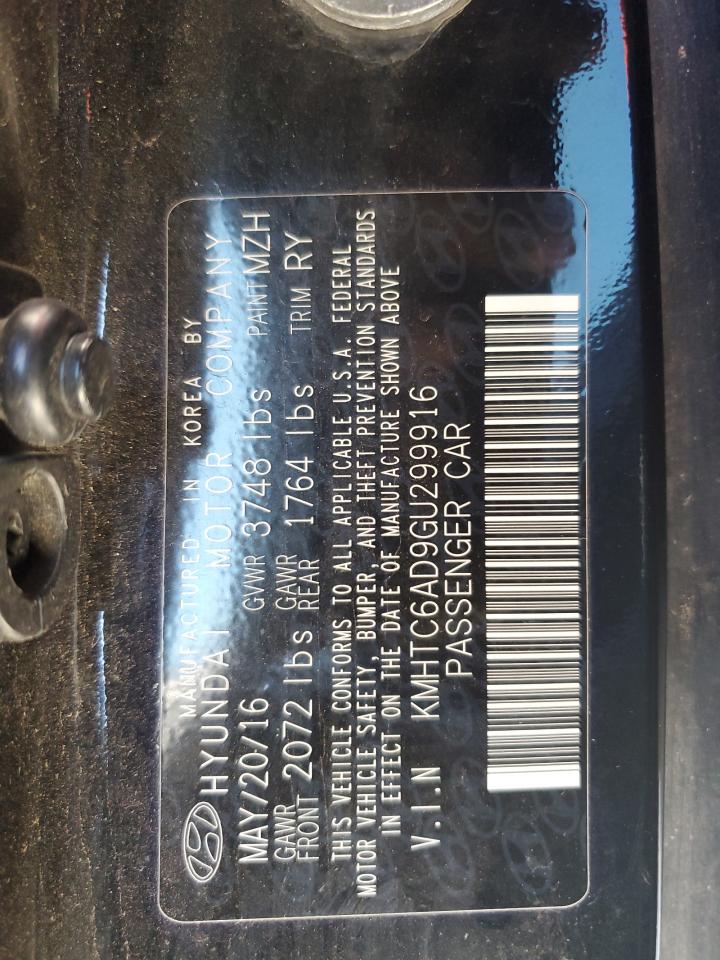 MANUFACTURED IN KOREA BY
HYUNDAI MOTOR COMPANY
MAY/20/16 GVWR 3748 lbs PAINT MZH
GAWR FRONT 2072 lbs GAWR REAR 1764 lbs TRIM RY
THIS VEHICLE CONFORMS TO ALL APPLICABLE U.S.A. FEDERAL
MOTOR VEHICLE SAFETY, BUMPER, AND THEFT PREVENTION STANDARDS
IN EFFECT ON THE DATE OF MANUFACTURE SHOWN ABOVE
V.I.N KMHTC6AD9GU299916
PASSENGER CAR